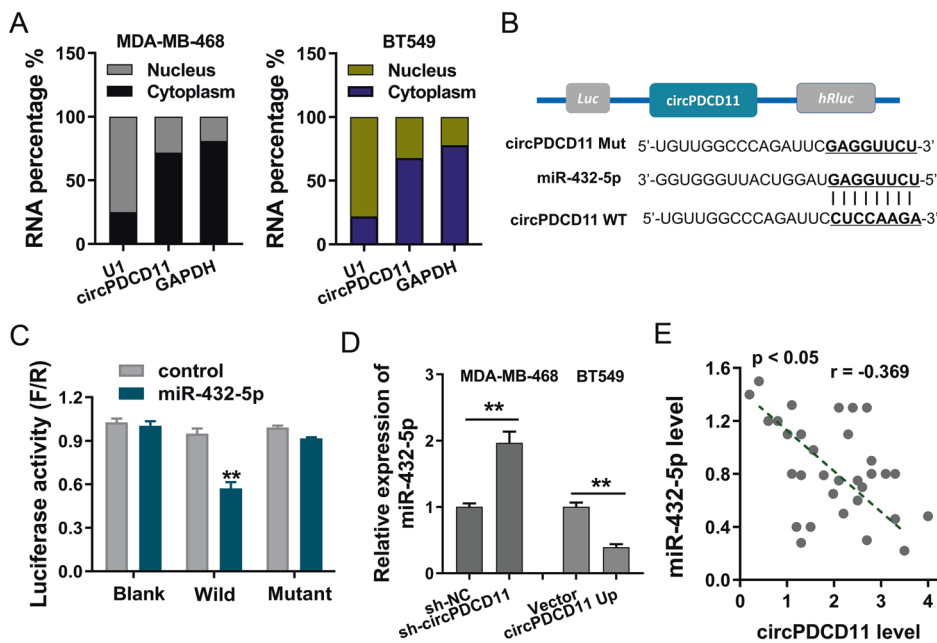 A
MDA-MB-468
RNA percentage %
150
100
50
0
Nucleus
Cytoplasm
U1
circPDCD11
GAPDH
BT549
RNA percentage %
150
100
50
0
Nucleus
Cytoplasm
U1
circPDCD11
GAPDH
B
Luc
circPDCD11
hRluc
circPDCD11 Mut 5'-UGUUGGCCCAGAUUCGAGGUUCU-3'
miR-432-5p 3'-GGUGGGUUACUGGAUGAGGUUCU-5'
circPDCD11 WT 5'-UGUUGGCCCAGAUUCCUCCAAGA-3'
C
control
miR-432-5p
Luciferase activity (F/R)
1.2
0.9
0.6
0.3
0.0
**
Blank Wild Mutant
D
Relative expression of
miR-432-5p
3
2
1
0
MDA-MB-468 BT549
**
**
sh-NC
sh-circPDCD11
Vector
circPDCD11 Up
E
p < 0.05
r = -0.369
miR-432-5p level
1.6
1.2
0.8
0.4
0.0
0 1 2 3 4
circPDCD11 level